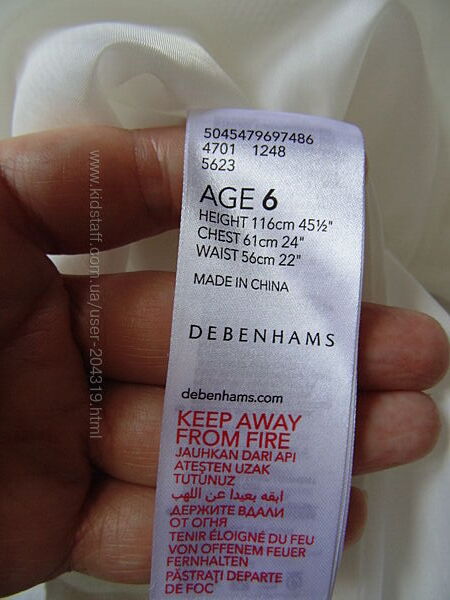 5045479697486
4701 1248
5623
AGE 6
HEIGHT 116cm 45½"
CHEST 61cm 24"
WAIST 56cm 22"
MADE IN CHINA
DEBENHAMS
debenhams.com
KEEP AWAY
FROM FIRE
JAUHKAN DARI API
ATEŞTEN UZAK
TUTUNUZ
ابقه بعيدا عن اللهب
ДЕРЖИТЕ ВДАЛИ
ОТ ОГНЯ
TENIR ÉLOIGNÉ DU FEU
VON OFFENEM FEUER
FERNHALTEN
PĂSTRAŢI DEPARTE
DE FOC
www.kidstaff.com.ua/user-204319.html